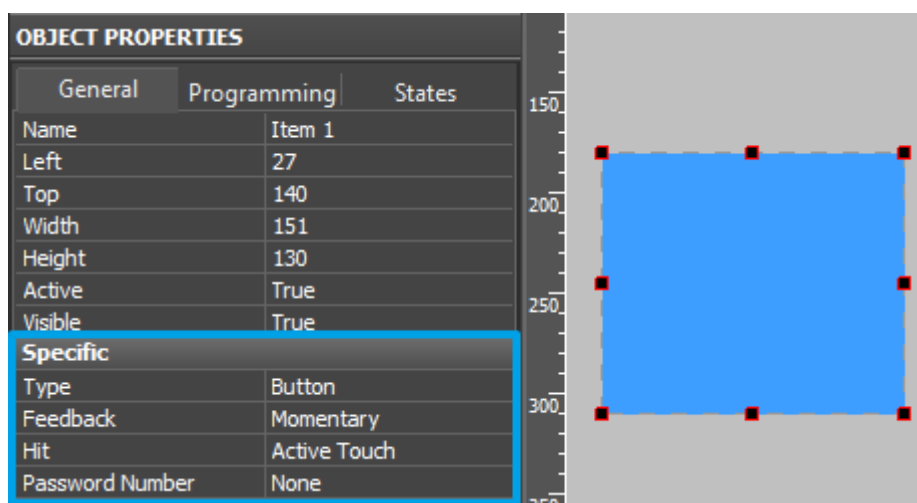 OBJECT PROPERTIES
General Programming States
Name Item 1
Left 27
Top 140
Width 151
Height 130
Active True
Visible True
Specific
Type Button
Feedback Momentary
Hit Active Touch
Password Number None
150
200
250
300
350